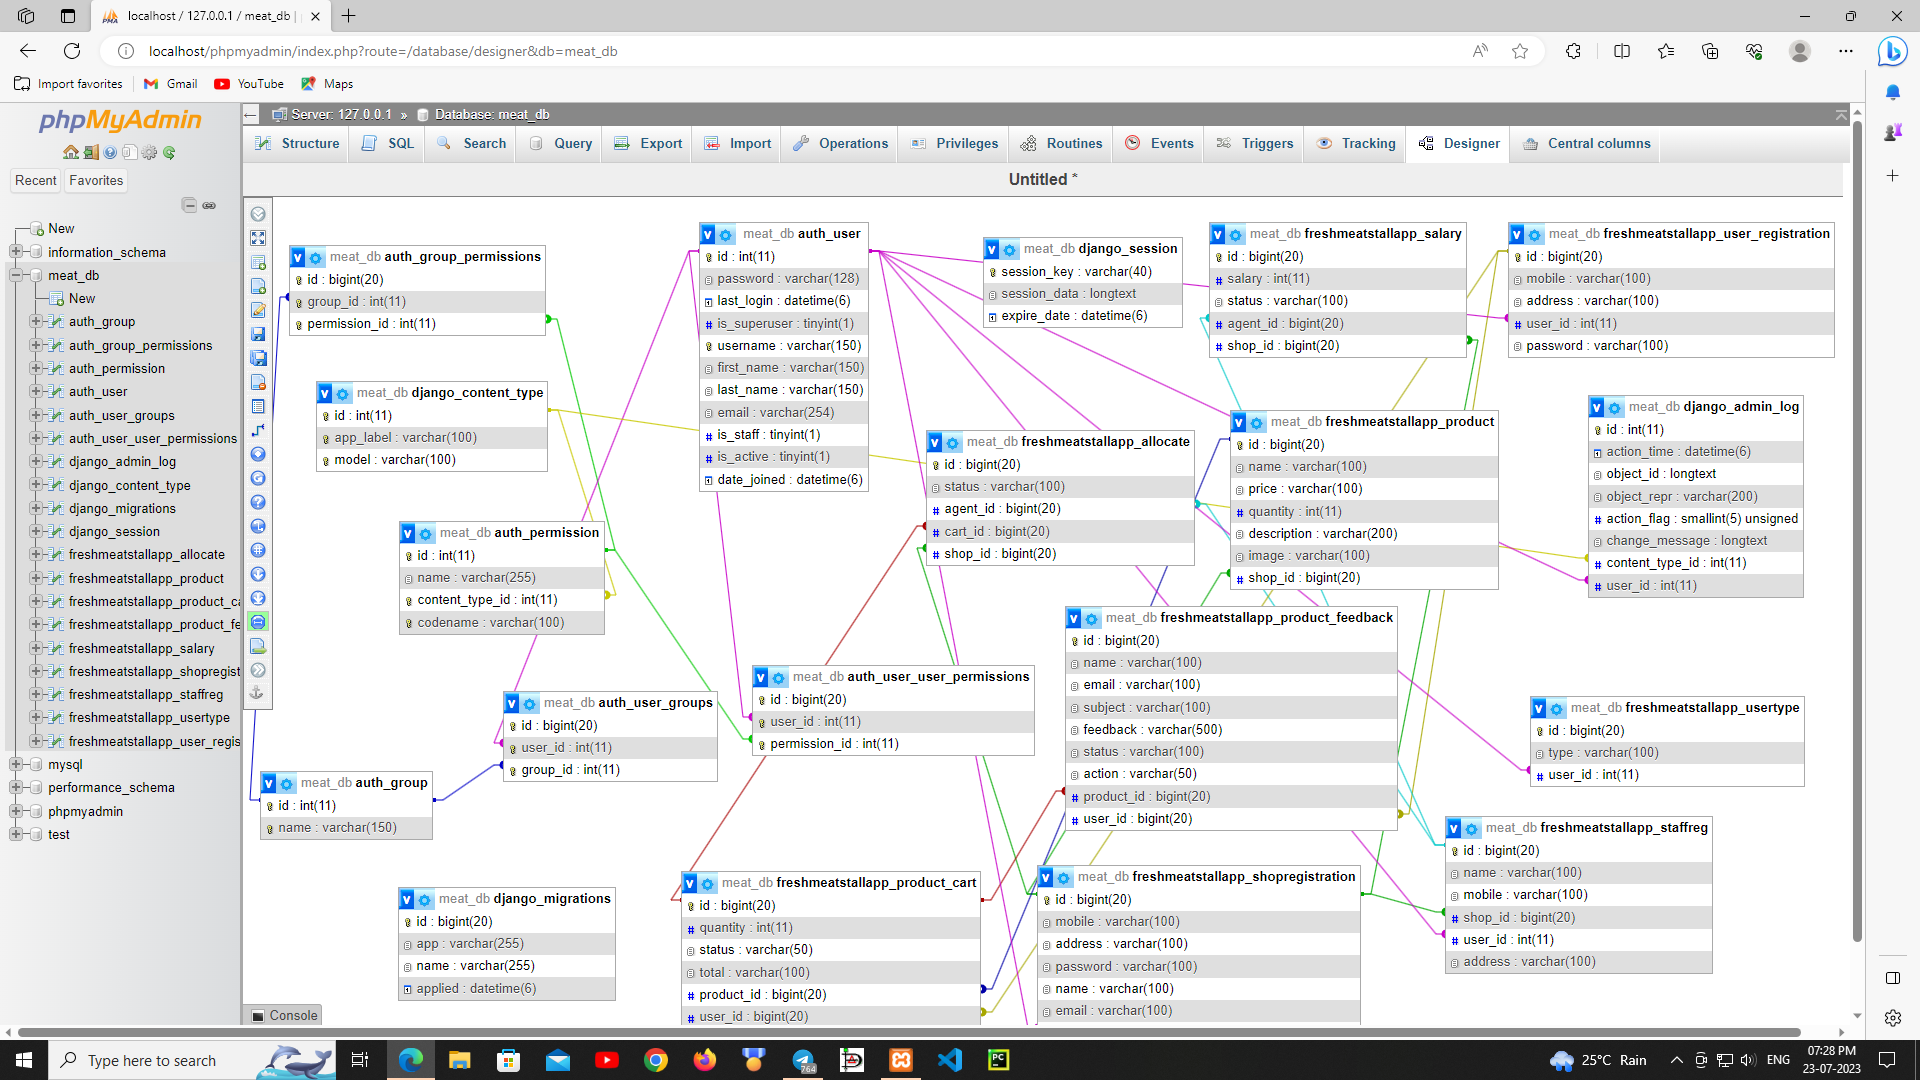 localhost / 127.0.0.1 / meat_db |
localhost/phpmyadmin/index.php?route=/database/designer&db=meat_db
Import favorites
Gmail
YouTube
Maps
phpMyAdmin
Recent
Favorites
New
information_schema
meat_db
New
auth_group
auth_group_permissions
auth_permission
auth_user
auth_user_groups
auth_user_user_permissions
django_admin_log
django_content_type
django_migrations
django_session
freshmeatstallapp_allocate
freshmeatstallapp_product
freshmeatstallapp_product_ca
freshmeatstallapp_product_fe
freshmeatstallapp_salary
freshmeatstallapp_shopregist
freshmeatstallapp_staffreg
freshmeatstallapp_usertype
freshmeatstallapp_user_regis
mysql
performance_schema
phpmyadmin
test
Server: 127.0.0.1 » Database: meat_db
Structure
SQL
Search
Query
Export
Import
Operations
Privileges
Routines
Events
Triggers
Tracking
Designer
Central columns
Untitled *
meat_db auth_group_permissions
id : bigint(20)
group_id : int(11)
permission_id : int(11)
meat_db django_content_type
id : int(11)
app_label : varchar(100)
model : varchar(100)
meat_db auth_permission
id : int(11)
name : varchar(255)
content_type_id : int(11)
codename : varchar(100)
meat_db auth_user_groups
id : bigint(20)
user_id : int(11)
group_id : int(11)
meat_db auth_group
id : int(11)
name : varchar(150)
meat_db django_migrations
id : bigint(20)
app : varchar(255)
name : varchar(255)
applied : datetime(6)
meat_db auth_user
id : int(11)
password : varchar(128)
last_login : datetime(6)
is_superuser : tinyint(1)
username : varchar(150)
first_name : varchar(150)
last_name : varchar(150)
email : varchar(254)
is_staff : tinyint(1)
is_active : tinyint(1)
date_joined : datetime(6)
meat_db auth_user_user_permissions
id : bigint(20)
user_id : int(11)
permission_id : int(11)
meat_db freshmeatstallapp_product_cart
id : bigint(20)
quantity : int(11)
status : varchar(50)
total : varchar(100)
product_id : bigint(20)
user_id : bigint(20)
meat_db django_session
session_key : varchar(40)
session_data : longtext
expire_date : datetime(6)
meat_db freshmeatstallapp_allocate
id : bigint(20)
status : varchar(100)
agent_id : bigint(20)
cart_id : bigint(20)
shop_id : bigint(20)
meat_db freshmeatstallapp_salary
id : bigint(20)
salary : int(11)
status : varchar(100)
agent_id : bigint(20)
shop_id : bigint(20)
meat_db freshmeatstallapp_product
id : bigint(20)
name : varchar(100)
price : varchar(100)
quantity : int(11)
description : varchar(200)
image : varchar(100)
shop_id : bigint(20)
meat_db freshmeatstallapp_product_feedback
id : bigint(20)
name : varchar(100)
email : varchar(100)
subject : varchar(100)
feedback : varchar(500)
status : varchar(100)
action : varchar(50)
product_id : bigint(20)
user_id : bigint(20)
meat_db freshmeatstallapp_shopregistration
id : bigint(20)
mobile : varchar(100)
address : varchar(100)
password : varchar(100)
name : varchar(100)
email : varchar(100)
meat_db freshmeatstallapp_user_registration
id : bigint(20)
mobile : varchar(100)
address : varchar(100)
user_id : int(11)
password : varchar(100)
meat_db django_admin_log
id : int(11)
action_time : datetime(6)
object_id : longtext
object_repr : varchar(200)
action_flag : smallint(5) unsigned
change_message : longtext
content_type_id : int(11)
user_id : int(11)
meat_db freshmeatstallapp_usertype
id : bigint(20)
type : varchar(100)
user_id : int(11)
meat_db freshmeatstallapp_staffreg
id : bigint(20)
name : varchar(100)
mobile : varchar(100)
shop_id : bigint(20)
user_id : int(11)
address : varchar(100)
Console
Type here to search
764
PC
25°C Rain
ENG
07:28 PM
23-07-2023